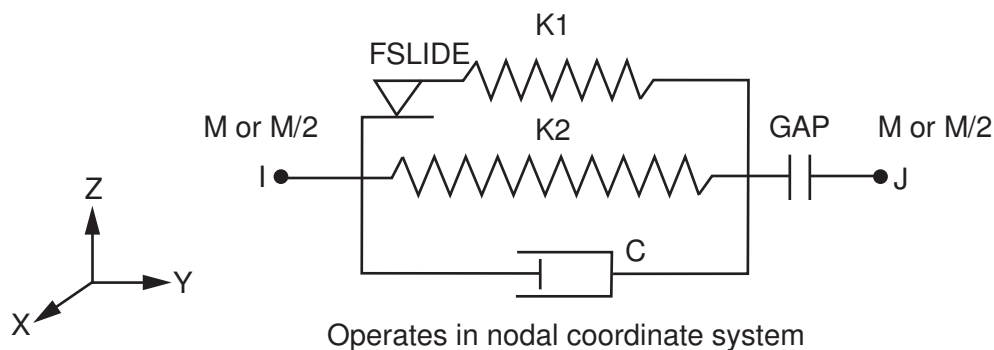 K1
FSLIDE
M or M/2
K2
GAP
M or M/2
I
J
Z
C
Y
X
Operates in nodal coordinate system